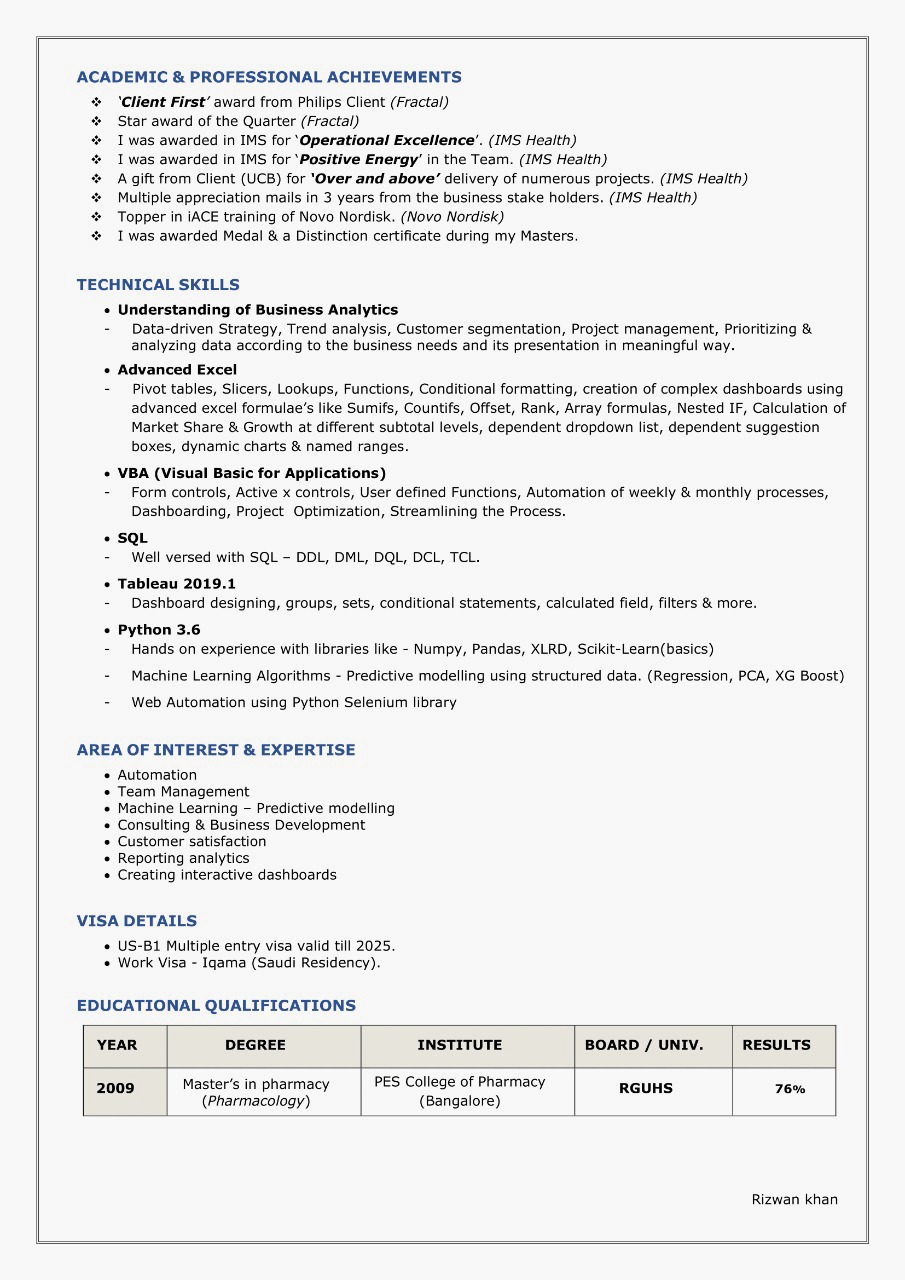 ACADEMIC & PROFESSIONAL ACHIEVEMENTS
❖ ‘Client First’ award from Philips Client (Fractal)
❖ Star award of the Quarter (Fractal)
❖ I was awarded in IMS for ‘Operational Excellence’. (IMS Health)
❖ I was awarded in IMS for ‘Positive Energy’ in the Team. (IMS Health)
❖ A gift from Client (UCB) for ‘Over and above’ delivery of numerous projects. (IMS Health)
❖ Multiple appreciation mails in 3 years from the business stake holders. (IMS Health)
❖ Topper in iACE training of Novo Nordisk. (Novo Nordisk)
❖ I was awarded Medal & a Distinction certificate during my Masters.
TECHNICAL SKILLS
• Understanding of Business Analytics
- Data-driven Strategy, Trend analysis, Customer segmentation, Project management, Prioritizing &
analyzing data according to the business needs and its presentation in meaningful way.
• Advanced Excel
- Pivot tables, Slicers, Lookups, Functions, Conditional formatting, creation of complex dashboards using
advanced excel formulae’s like Sumifs, Countifs, Offset, Rank, Array formulas, Nested IF, Calculation of
Market Share & Growth at different subtotal levels, dependent dropdown list, dependent suggestion
boxes, dynamic charts & named ranges.
• VBA (Visual Basic for Applications)
- Form controls, Active x controls, User defined Functions, Automation of weekly & monthly processes,
Dashboarding, Project  Optimization, Streamlining the Process.
• SQL
- Well versed with SQL – DDL, DML, DQL, DCL, TCL.
• Tableau 2019.1
- Dashboard designing, groups, sets, conditional statements, calculated field, filters & more.
• Python 3.6
- Hands on experience with libraries like - Numpy, Pandas, XLRD, Scikit-Learn(basics)
- Machine Learning Algorithms - Predictive modelling using structured data. (Regression, PCA, XG Boost)
- Web Automation using Python Selenium library
AREA OF INTEREST & EXPERTISE
• Automation
• Team Management
• Machine Learning – Predictive modelling
• Consulting & Business Development
• Customer satisfaction
• Reporting analytics
• Creating interactive dashboards
VISA DETAILS
• US-B1 Multiple entry visa valid till 2025.
• Work Visa - Iqama (Saudi Residency).
EDUCATIONAL QUALIFICATIONS
YEAR DEGREE INSTITUTE BOARD / UNIV. RESULTS
2009 Master’s in pharmacy PES College of Pharmacy RGUHS 76%
(Pharmacology) (Bangalore)
Rizwan khan